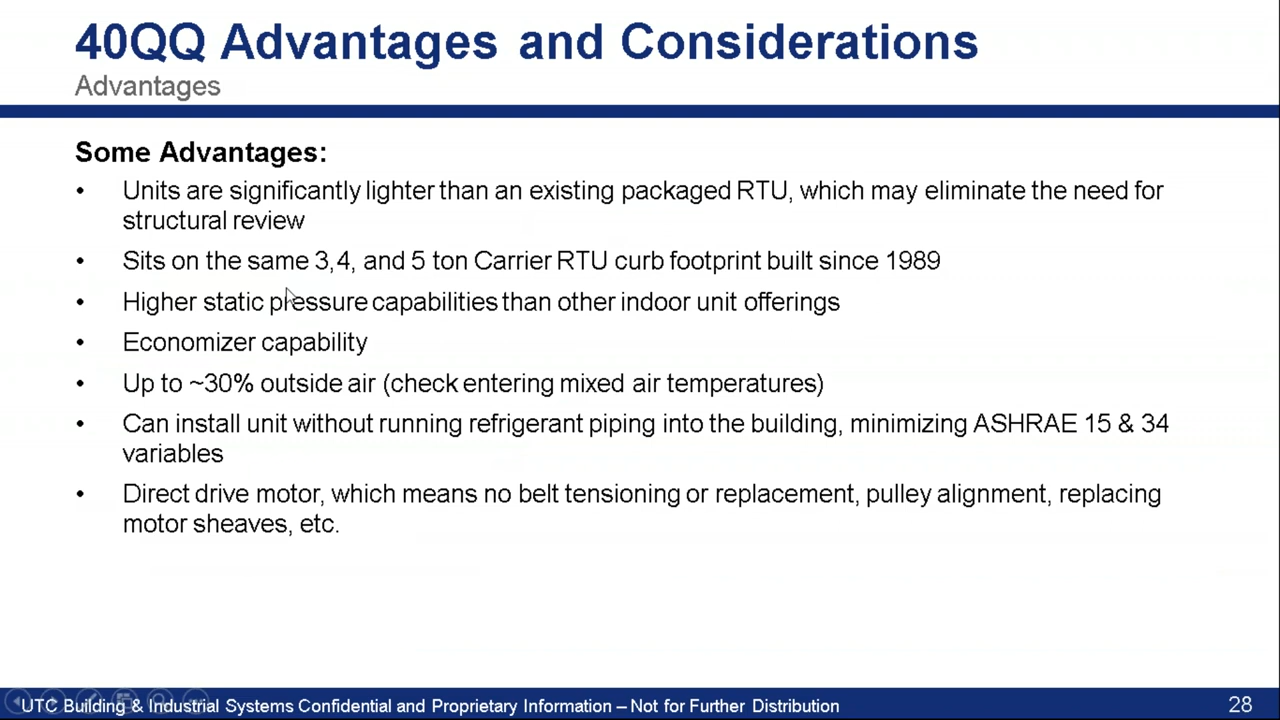 40QQ Advantages and Considerations
Advantages
Some Advantages:
• Units are significantly lighter than an existing packaged RTU, which may eliminate the need for
structural review
• Sits on the same 3,4, and 5 ton Carrier RTU curb footprint built since 1989
• Higher static pressure capabilities than other indoor unit offerings
• Economizer capability
• Up to ~30% outside air (check entering mixed air temperatures)
• Can install unit without running refrigerant piping into the building, minimizing ASHRAE 15 & 34
variables
• Direct drive motor, which means no belt tensioning or replacement, pulley alignment, replacing
motor sheaves, etc.
UTC Building & Industrial Systems Confidential and Proprietary Information – Not for Further Distribution
28